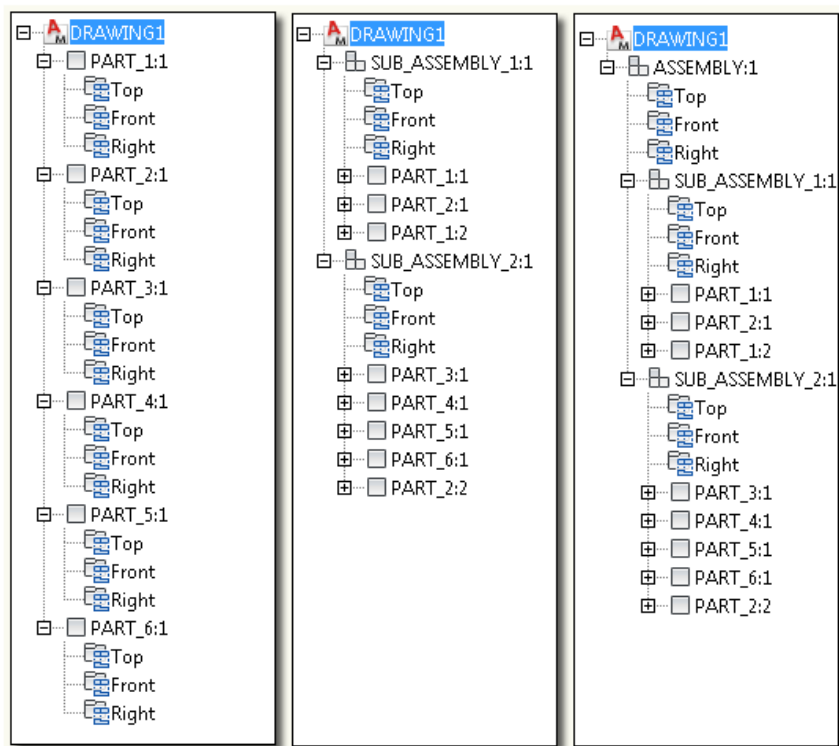 DRAWING1
PART_1:1
Top
Front
Right
PART_2:1
Top
Front
Right
PART_3:1
Top
Front
Right
PART_4:1
Top
Front
Right
PART_5:1
Top
Front
Right
PART_6:1
Top
Front
Right
DRAWING1
SUB_ASSEMBLY_1:1
Top
Front
Right
PART_1:1
PART_2:1
PART_1:2
SUB_ASSEMBLY_2:1
Top
Front
Right
PART_3:1
PART_4:1
PART_5:1
PART_6:1
PART_2:2
DRAWING1
ASSEMBLY:1
Top
Front
Right
SUB_ASSEMBLY_1:1
Top
Front
Right
PART_1:1
PART_2:1
PART_1:2
SUB_ASSEMBLY_2:1
Top
Front
Right
PART_3:1
PART_4:1
PART_5:1
PART_6:1
PART_2:2